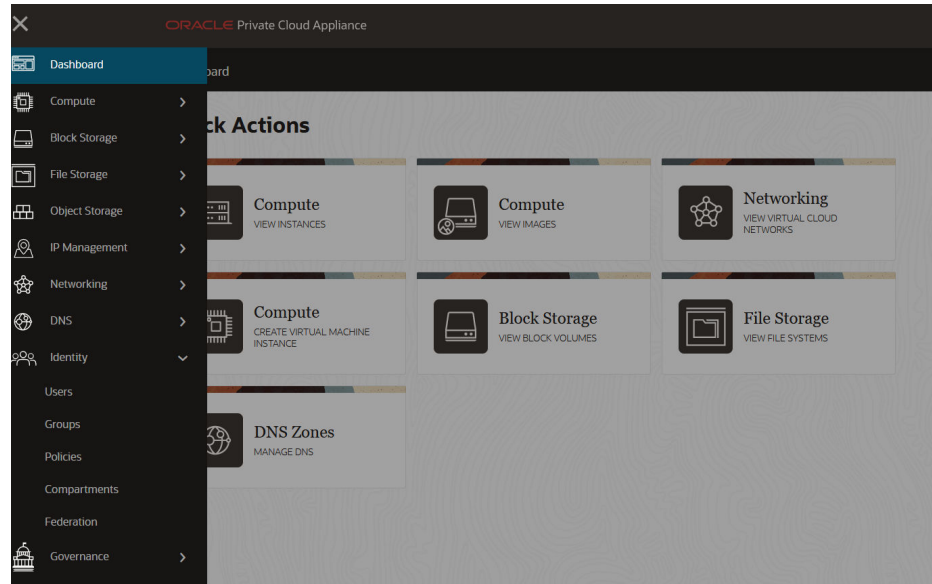 ORACLE Private Cloud Appliance
Dashboard
board
Compute
Block Storage
File Storage
Object Storage
IP Management
Networking
DNS
Identity
Users
Groups
Policies
Compartments
Federation
Governance
ck Actions
Compute
VIEW INSTANCES
Compute
VIEW IMAGES
Networking
VIEW VIRTUAL CLOUD
NETWORKS
Compute
CREATE VIRTUAL MACHINE
INSTANCE
Block Storage
VIEW BLOCK VOLUMES
File Storage
VIEW FILE SYSTEMS
DNS Zones
MANAGE DNS